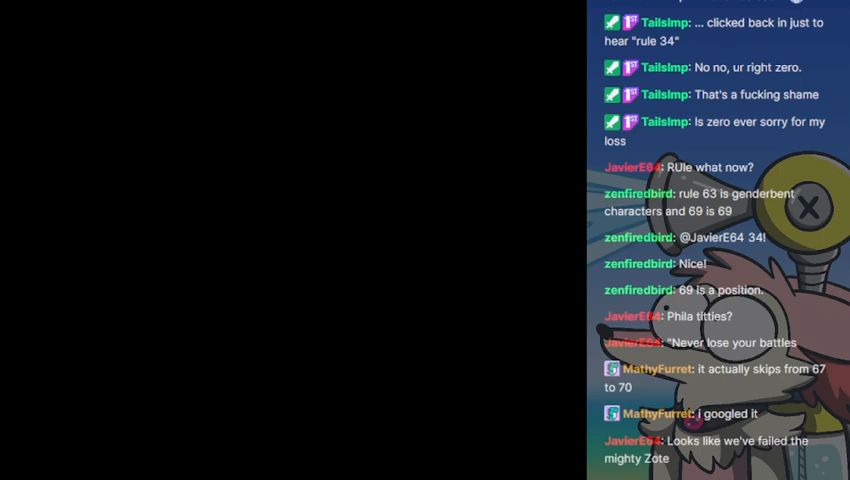 TailsImp: ... clicked back in just to
hear "rule 34"
TailsImp: No no, ur right zero.
TailsImp: That's a fucking shame
TailsImp: Is zero ever sorry for my
loss
JavierE64: RUle what now?
zenfiredbird: rule 63 is genderbent
characters and 69 is 69
zenfiredbird: @JavierE64 34!
zenfiredbird: Nice!
zenfiredbird: 69 is a position.
JavierE64: Phila titties?
JavierE64: "Never lose your battles
MathyFurret: it actually skips from 67
to 70
MathyFurret: i googled it
JavierE64: Looks like we've failed the
mighty Zote